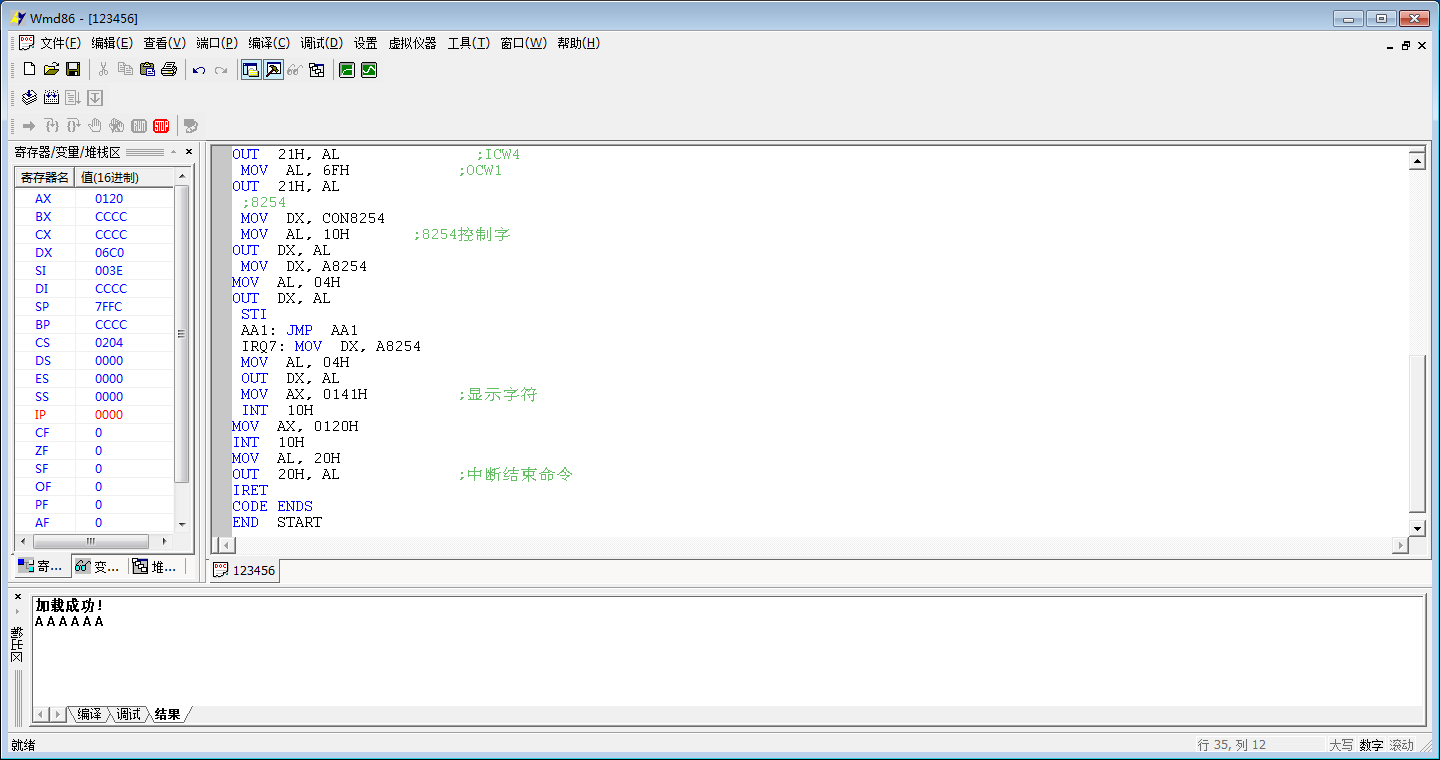 Wmd86 - [123456]
文件(F) 编辑(E) 查看(V) 端口(P) 编译(C) 调试(D) 设置 虚拟仪器 工具(T) 窗口(W) 帮助(H)
RUN STOP
寄存器/变量/堆栈区
寄存器名 值(16进制)
AX 0120
BX CCCC
CX CCCC
DX 06C0
SI 003E
DI CCCC
SP 7FFC
BP CCCC
CS 0204
DS 0000
ES 0000
SS 0000
IP 0000
CF 0
ZF 0
SF 0
OF 0
PF 0
AF 0
寄... 变... 堆...
OUT 21H, AL ;ICW4
MOV AL, 6FH ;OCW1
OUT 21H, AL
;8254
MOV DX, CON8254
MOV AL, 10H ;8254控制字
OUT DX, AL
MOV DX, A8254
MOV AL, 04H
OUT DX, AL
STI
AA1: JMP AA1
IRQ7: MOV DX, A8254
MOV AL, 04H
OUT DX, AL
MOV AX, 0141H ;显示字符
INT 10H
MOV AX, 0120H
INT 10H
MOV AL, 20H
OUT 20H, AL ;中断结束命令
IRET
CODE ENDS
END START
123456
加载成功!
A A A A A A
编译 调试 结果
就绪
行 35, 列 12 大写 数字 滚动